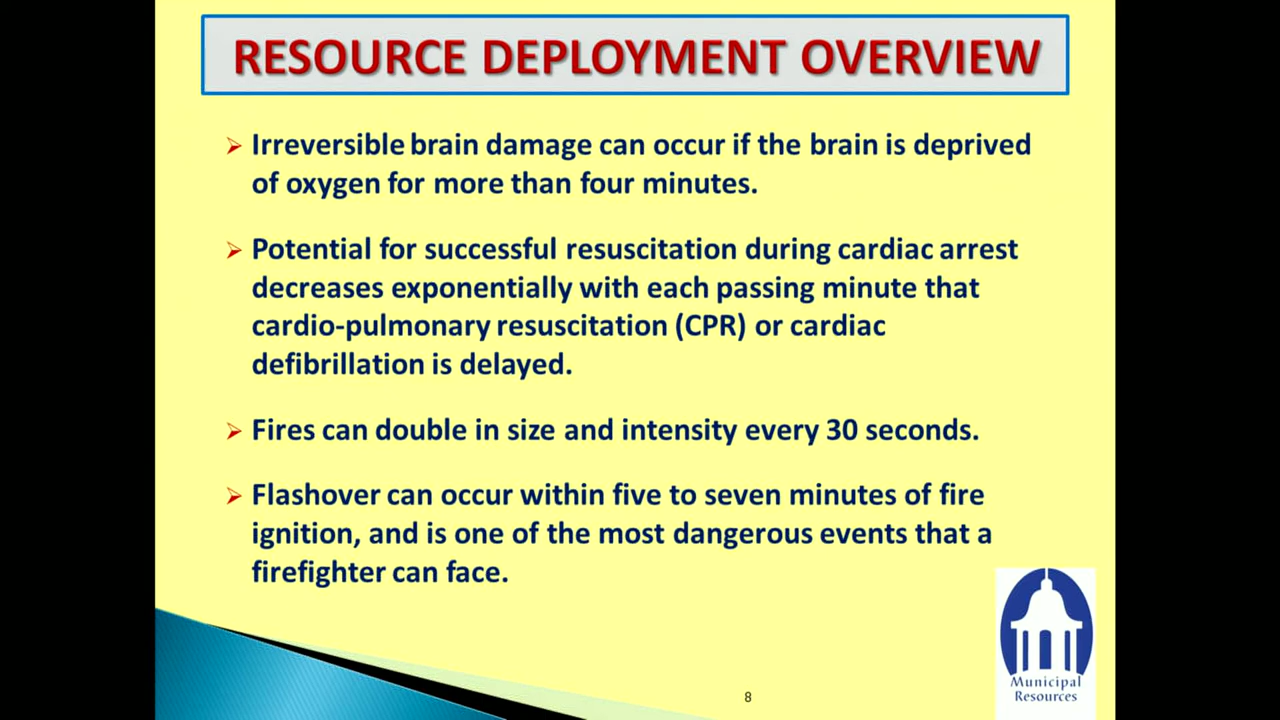 RESOURCE DEPLOYMENT OVERVIEW
Irreversible brain damage can occur if the brain is deprived
of oxygen for more than four minutes.
Potential for successful resuscitation during cardiac arrest
decreases exponentially with each passing minute that
cardio-pulmonary resuscitation (CPR) or cardiac
defibrillation is delayed.
Fires can double in size and intensity every 30 seconds.
Flashover can occur within five to seven minutes of fire
ignition, and is one of the most dangerous events that a
firefighter can face.
Municipal
Resources
8